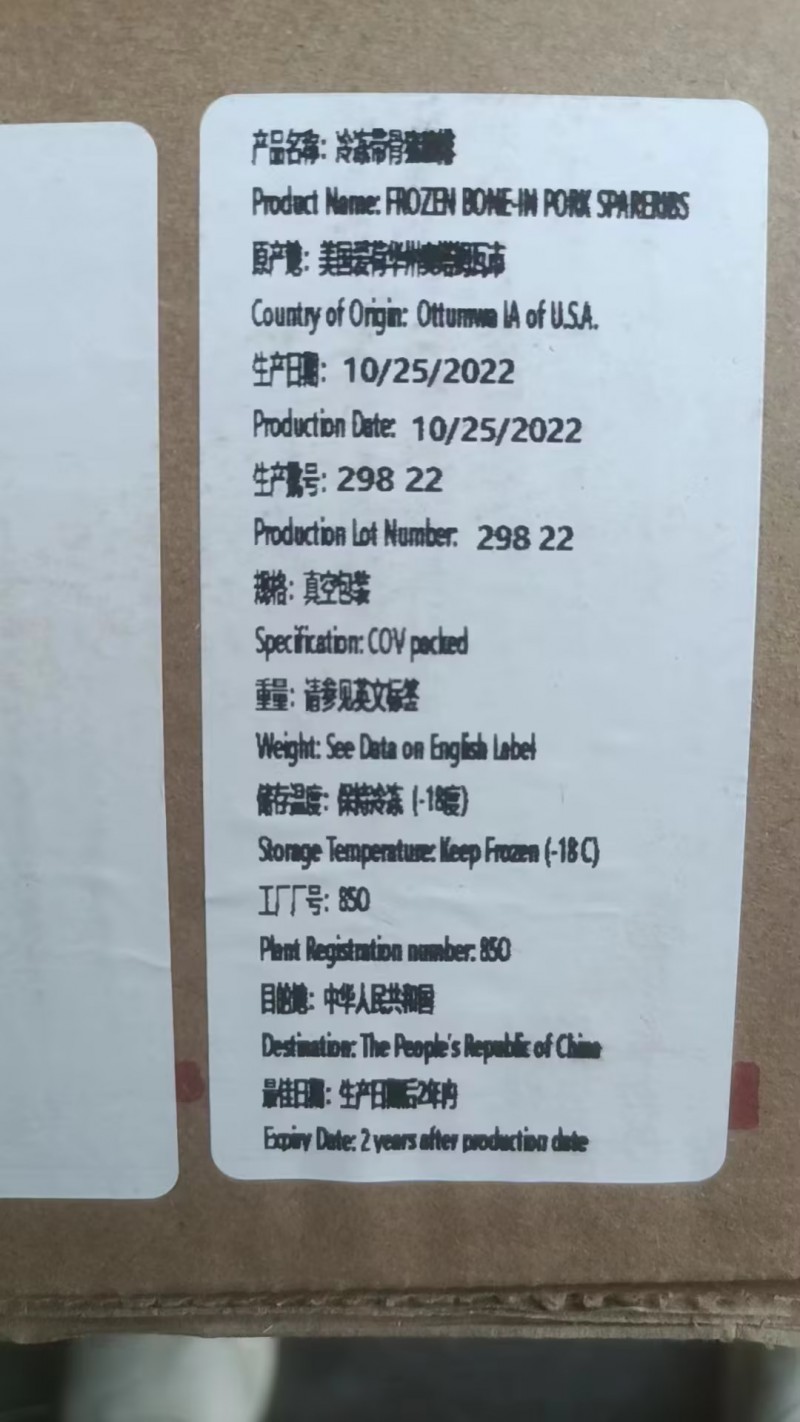 产品名称: 冷冻带骨
Product Name: FROZEN BONE-IN PORK SPARERIBS
原产地: 美国爱荷华州奥塔姆瓦市
Country of Origin: Ottumwa IA of U.S.A.
生产日期: 10/25/2022
Production Date: 10/25/2022
生产批号: 298 22
Production Lot Number: 298 22
规格: 真空包装
Specification: COV packed
重量: 请参见英文标签
Weight: See Data on English Label
储存温度: 保持冷冻 (-18度)
Storage Temperature: Keep Frozen (-18 C)
工厂厂号: 850
Plant Registration number: 850
目的地: 中华人民共和国
Destination: The People's Republic of China
最佳日期: 生产日期后2年内
Expiry Date: 2 years after production date